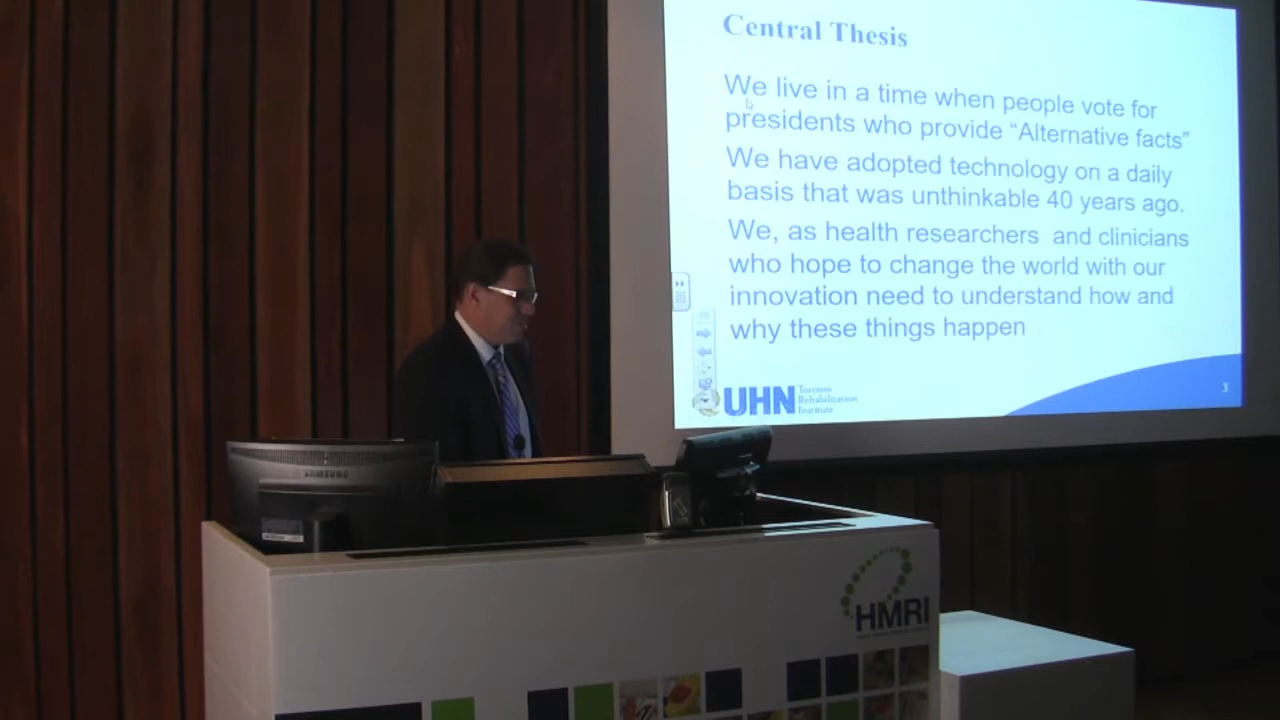 Central Thesis
We live in a time when people vote for
presidents who provide “Alternative facts”
We have adopted technology on a daily
basis that was unthinkable 40 years ago.
We, as health researchers and clinicians
who hope to change the world with our
innovation need to understand how and
why these things happen
UHN
Toronto
Rehabilitation
Institute
3
SAMSUNG
HMRI